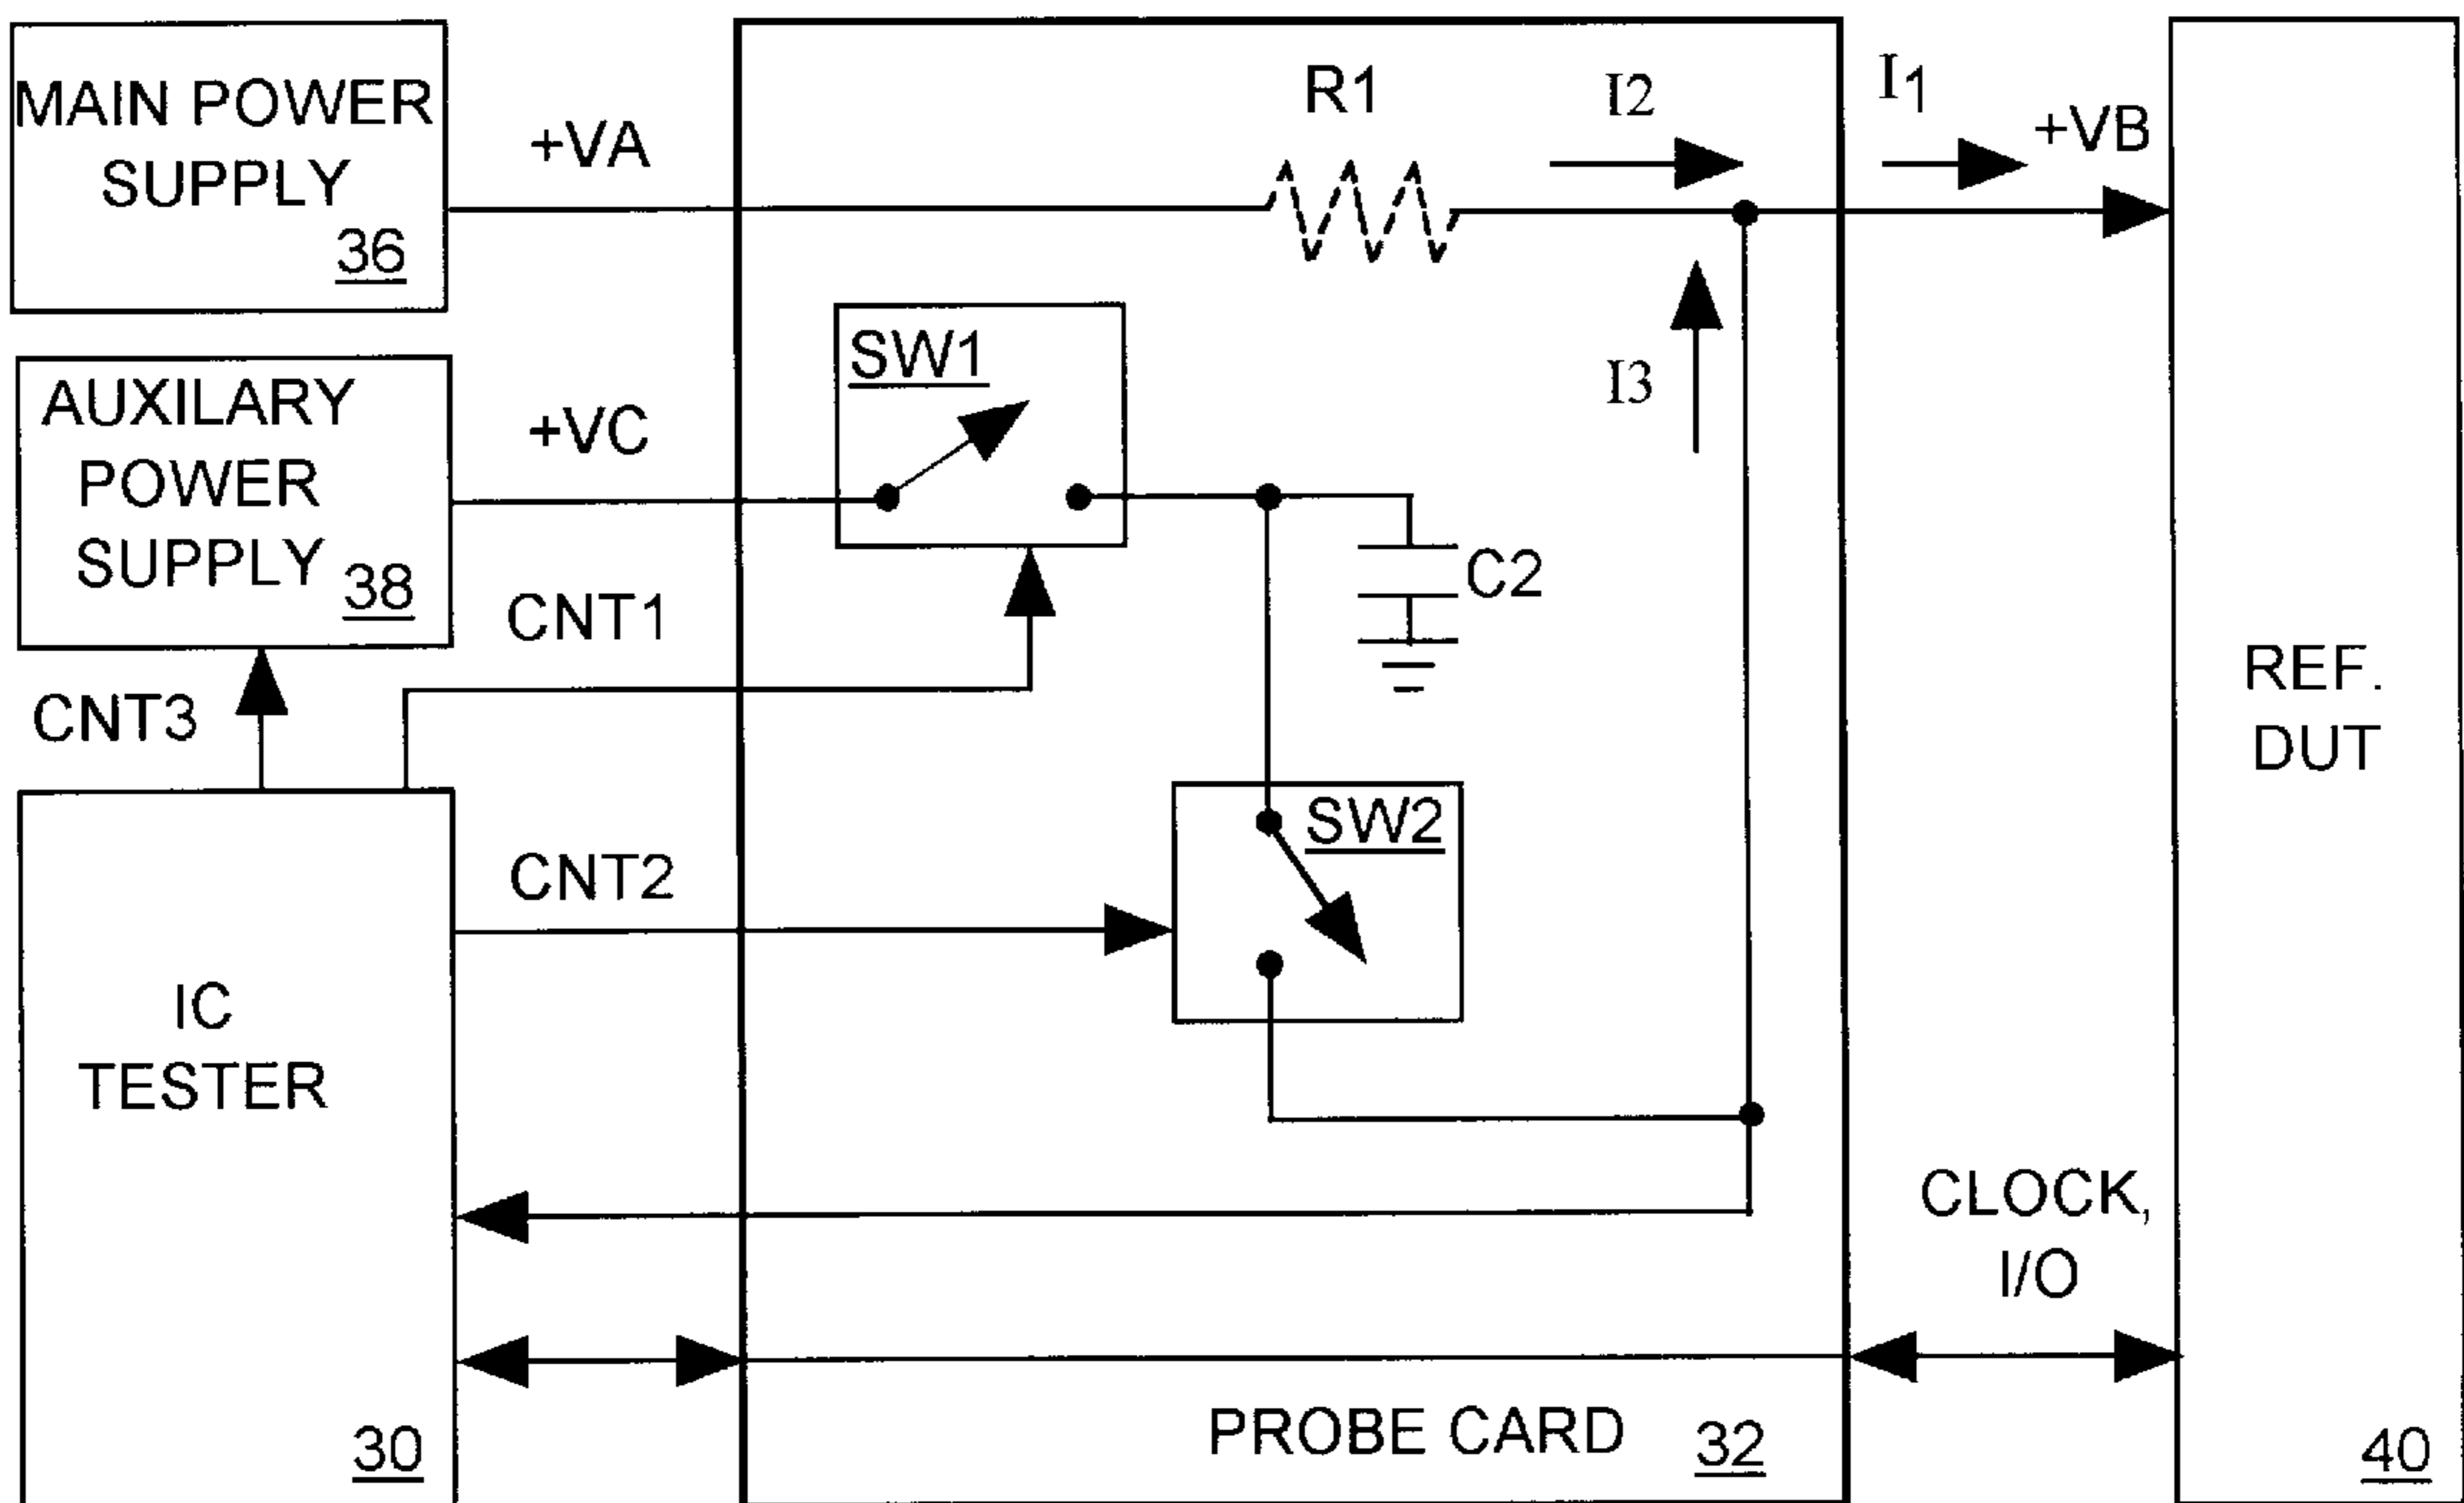 MAIN POWER
SUPPLY
36
+VA
R1
I2
I1
+VB
AUXILARY
POWER
SUPPLY
38
+VC
SW1
I3
C2
CNT1
CNT3
REF.
DUT
SW2
CNT2
IC
TESTER
CLOCK,
I/O
PROBE CARD
32
30
40